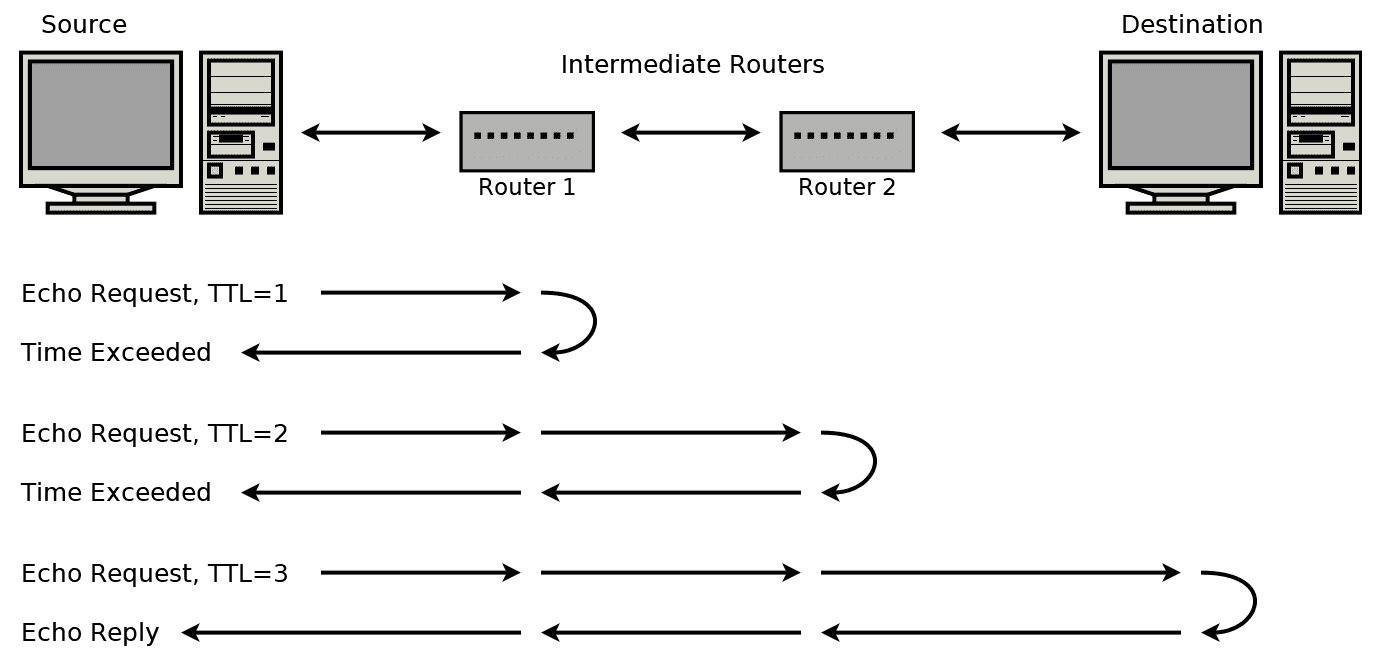 Source
Destination
Intermediate Routers
Router 1
Router 2
Echo Request, TTL=1
Time Exceeded
Echo Request, TTL=2
Time Exceeded
Echo Request, TTL=3
Echo Reply